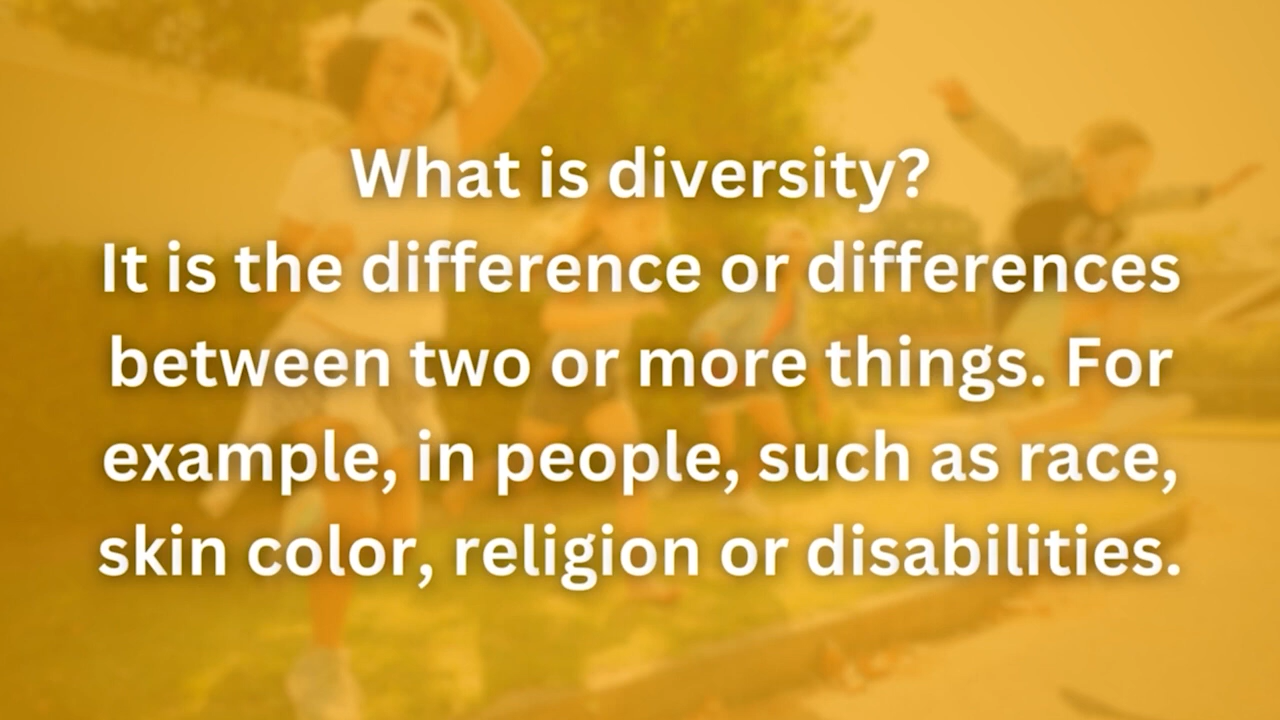 What is diversity?
It is the difference or differences
between two or more things. For
example, in people, such as race,
skin color, religion or disabilities.